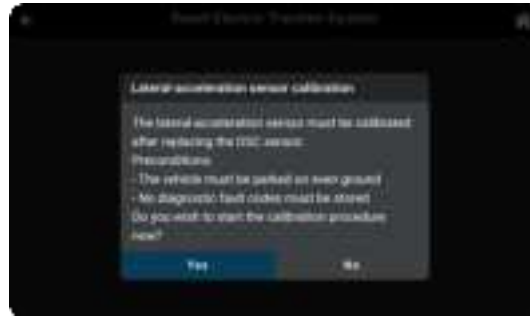 Lateral acceleration sensor calibration
The lateral acceleration sensor must be calibrated
after replacing the DSC sensor.
Preconditions:
- The vehicle must be parked on even ground
- No diagnostic fault codes must be stored
Do you wish to start the calibration procedure
now?
Yes
No